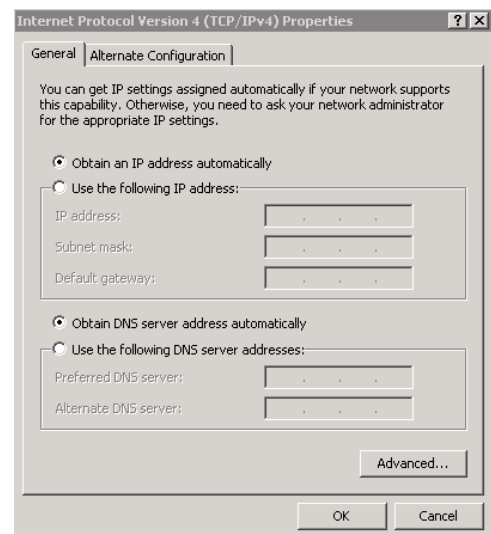 Internet Protocol Version 4 (TCP/IPv4) Properties ? X
General Alternate Configuration
You can get IP settings assigned automatically if your network supports
this capability. Otherwise, you need to ask your network administrator
for the appropriate IP settings.
Obtain an IP address automatically
Use the following IP address:
IP address:
Subnet mask:
Default gateway:
Obtain DNS server address automatically
Use the following DNS server addresses:
Preferred DNS server:
Alternate DNS server:
Advanced...
OK Cancel